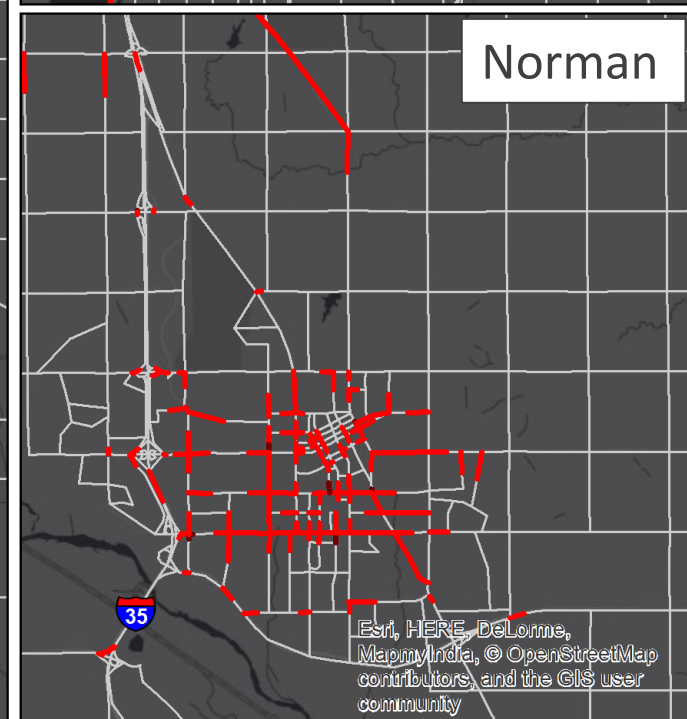 Norman
35
Esri, HERE, DeLorme,
MapmyIndia, © OpenStreetMap
contributors, and the GIS user
community